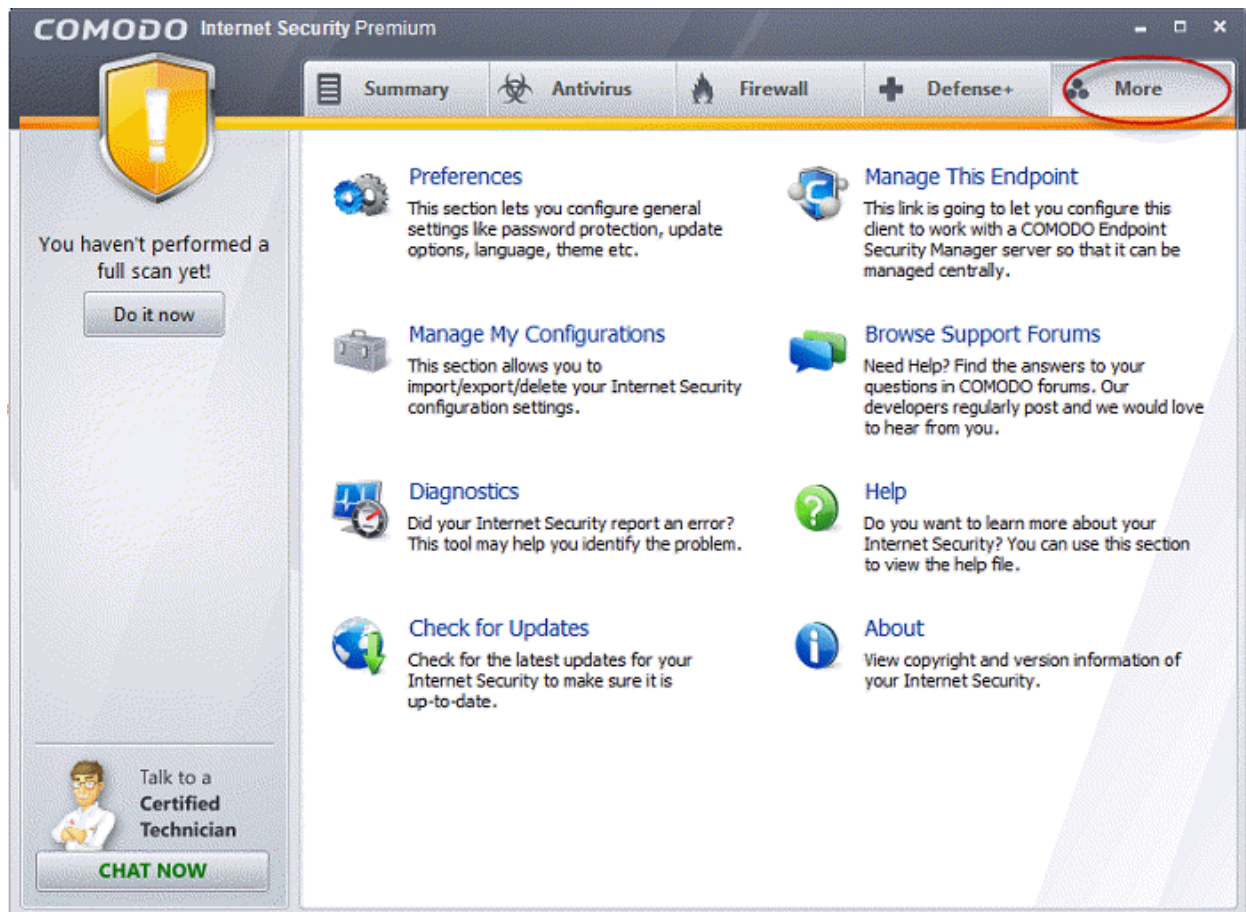 COMODO Internet Security Premium
Summary
Antivirus
Firewall
Defense+
More
You haven't performed a
full scan yet!
Do it now
Preferences
This section lets you configure general
settings like password protection, update
options, language, theme etc.
Manage This Endpoint
This link is going to let you configure this
client to work with a COMODO Endpoint
Security Manager server so that it can be
managed centrally.
Manage My Configurations
This section allows you to
import/export/delete your Internet Security
configuration settings.
Browse Support Forums
Need Help? Find the answers to your
questions in COMODO forums. Our
developers regularly post and we would love
to hear from you.
Diagnostics
Did your Internet Security report an error?
This tool may help you identify the problem.
Help
Do you want to learn more about your
Internet Security? You can use this section
to view the help file.
Check for Updates
Check for the latest updates for your
Internet Security to make sure it is
up-to-date.
About
View copyright and version information of
your Internet Security.
Talk to a
Certified
Technician
CHAT NOW